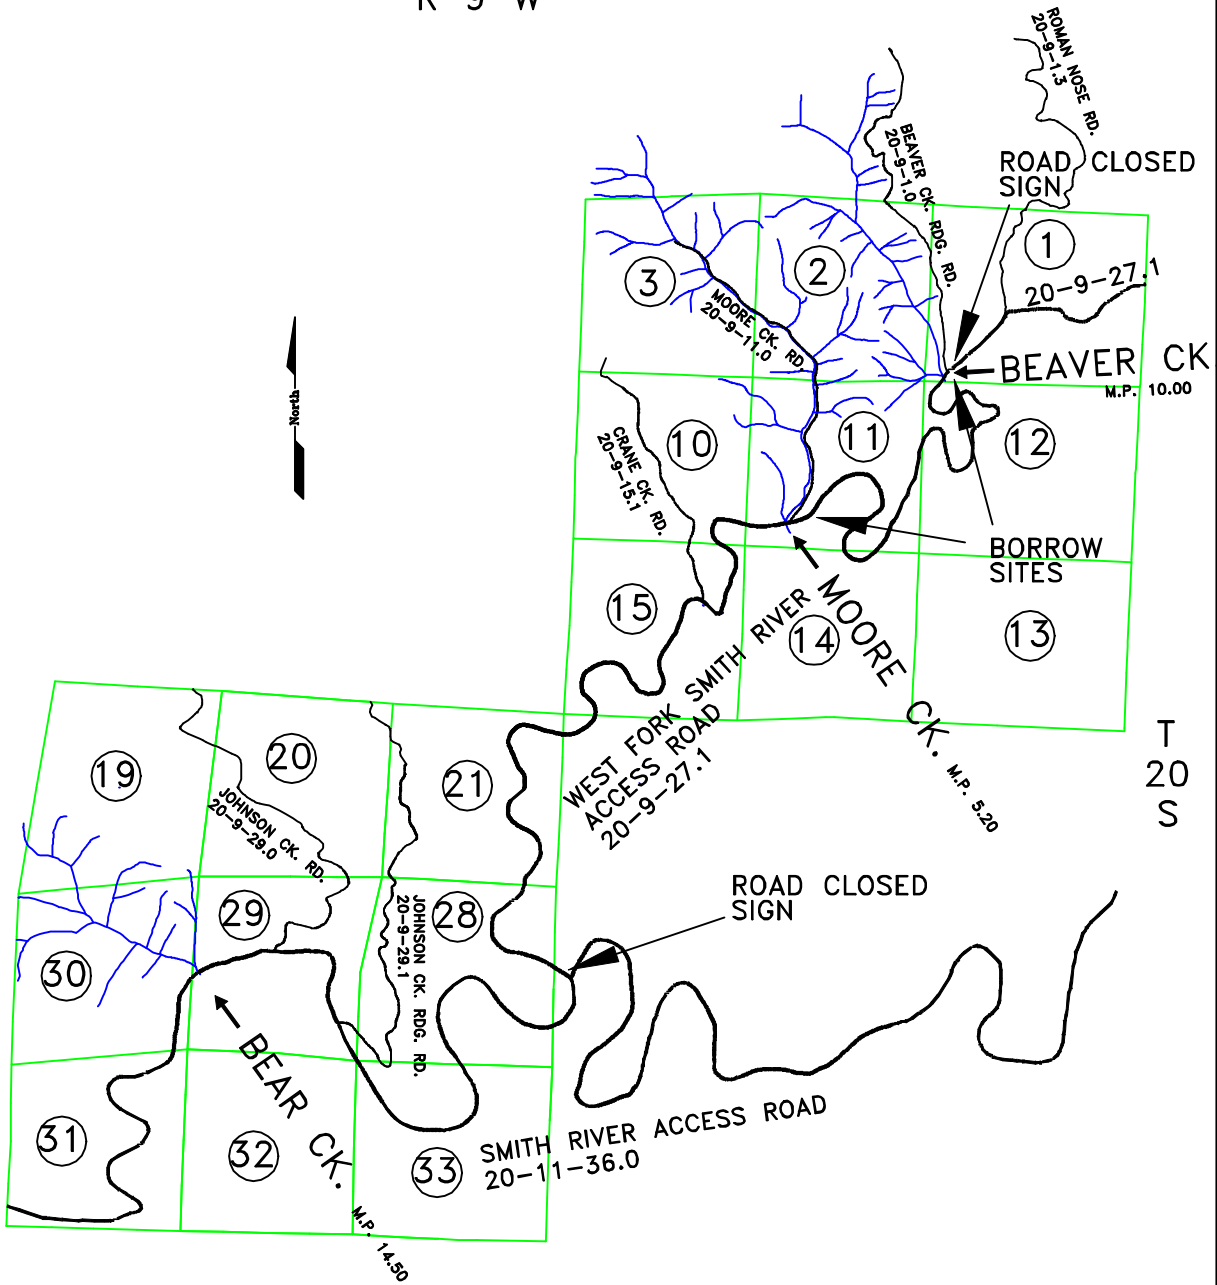 R 9 W
ROMAN NOSE RD.
20-9-1.3
BEAVER CK. RDG. RD.
20-9-1.0
ROAD CLOSED
SIGN
1
2
3
20-9-27.1
MOORE CK. RD.
20-9-11.0
BEAVER CK
M.P. 10.00
North
10
11
12
CRANE CK. RD.
20-9-15.1
BORROW
SITES
15
14
13
MOORE CK. M.P. 5.20
WEST FORK SMITH RIVER
ACCESS ROAD
20-9-27.1
T
20
S
19
20
21
JOHNSON CK. RD.
20-9-29.0
ROAD CLOSED
SIGN
29
28
30
JOHNSON CK. RDG. RD.
20-9-29.1
BEAR CK. M.P. 14.50
31
32
33
SMITH RIVER ACCESS ROAD
20-11-36.0